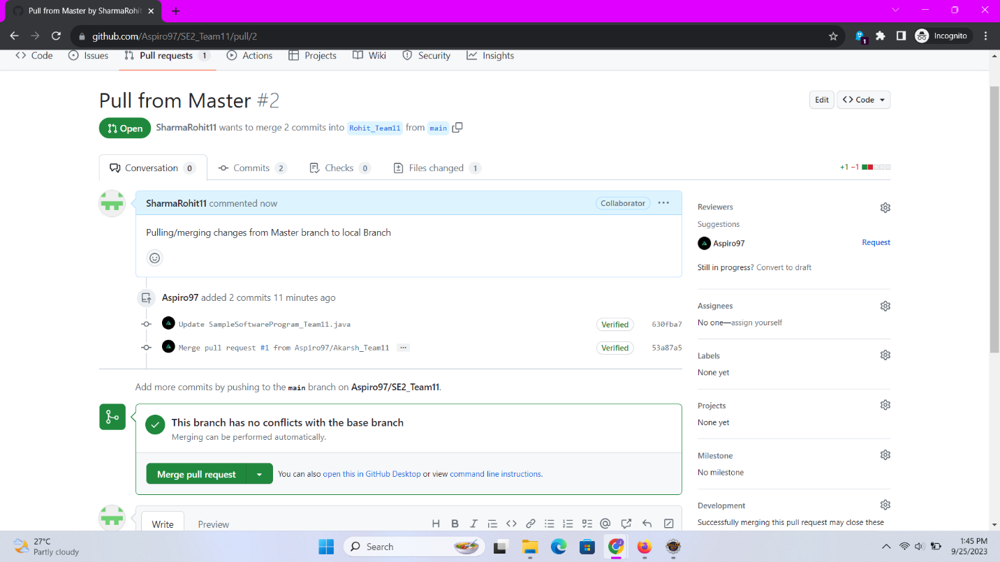 Pull from Master by SharmaRohit
github.com/Aspiro97/SE2_Team11/pull/2
1
Incognito
Code Issues Pull requests 1 Actions Projects Wiki Security Insights
Pull from Master #2
Edit
Code
Open
SharmaRohit11 wants to merge 2 commits into Rohit_Team11 from main
Conversation 0 Commits 2 Checks 0 Files changed 1
+1 −1
SharmaRohit11 commented now
Collaborator
Pulling/merging changes from Master branch to local Branch
Aspiro97 added 2 commits 11 minutes ago
Update SampleSoftwareProgram_Team11.java Verified 630fba7
Merge pull request #1 from Aspiro97/Akarsh_Team11 ... Verified 53a87a5
Add more commits by pushing to the main branch on Aspiro97/SE2_Team11.
This branch has no conflicts with the base branch
Merging can be performed automatically.
Merge pull request
You can also open this in GitHub Desktop or view command line instructions.
Write Preview
H B I
Reviewers
Suggestions
Aspiro97 Request
Still in progress? Convert to draft
Assignees
No one—assign yourself
Labels
None yet
Projects
None yet
Milestone
No milestone
Development
Successfully merging this pull request may close these
27°C
Partly cloudy
Search
1:45 PM
9/25/2023